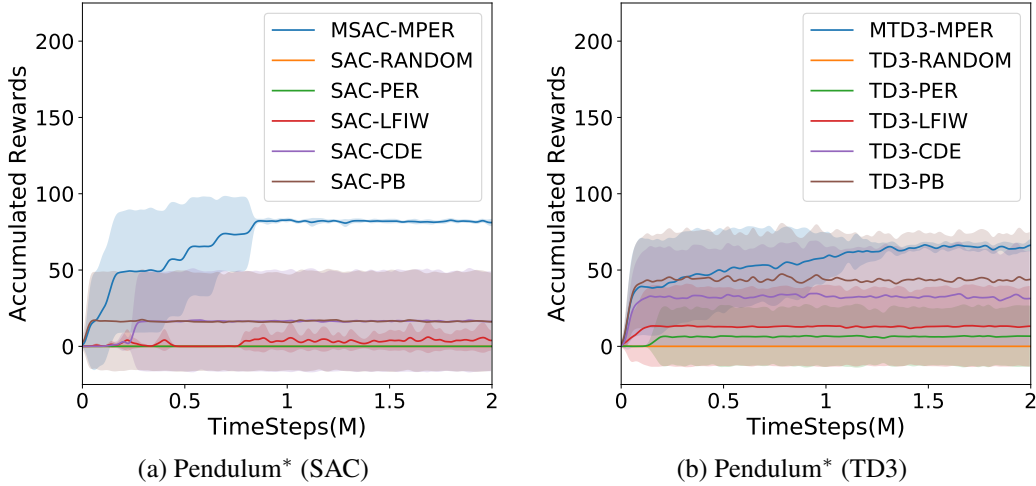 Accumulated Rewards
200
150
100
50
0
0
0.5
1
1.5
2
TimeSteps(M)
MSAC-MPER
SAC-RANDOM
SAC-PER
SAC-LFIW
SAC-CDE
SAC-PB
(a) Pendulum* (SAC)
Accumulated Rewards
200
150
100
50
0
0
0.5
1
1.5
2
TimeSteps(M)
MTD3-MPER
TD3-RANDOM
TD3-PER
TD3-LFIW
TD3-CDE
TD3-PB
(b) Pendulum* (TD3)